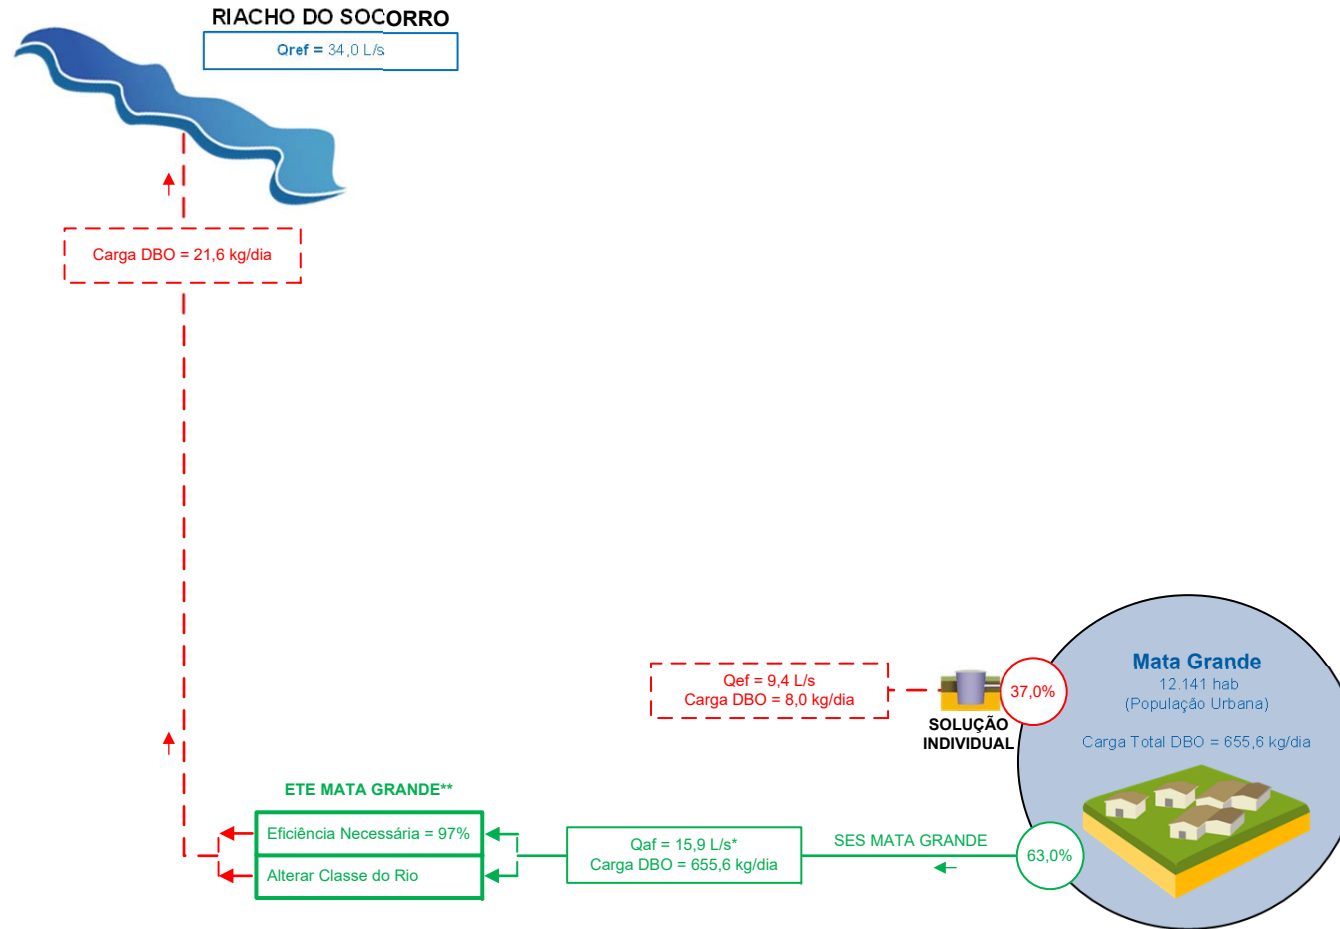 RIACHO DO SOCORRO
Qref = 34,0 L/s
Carga DBO = 21,6 kg/dia
Mata Grande
12.141 hab
(População Urbana)
Carga Total DBO = 655,6 kg/dia
37,0%
Qef = 9,4 L/s
Carga DBO = 8,0 kg/dia
SOLUÇÃO
INDIVIDUAL
ETE MATA GRANDE**
Eficiência Necessária = 97%
Alterar Classe do Rio
Qaf = 15,9 L/s*
Carga DBO = 655,6 kg/dia
SES MATA GRANDE
63,0%